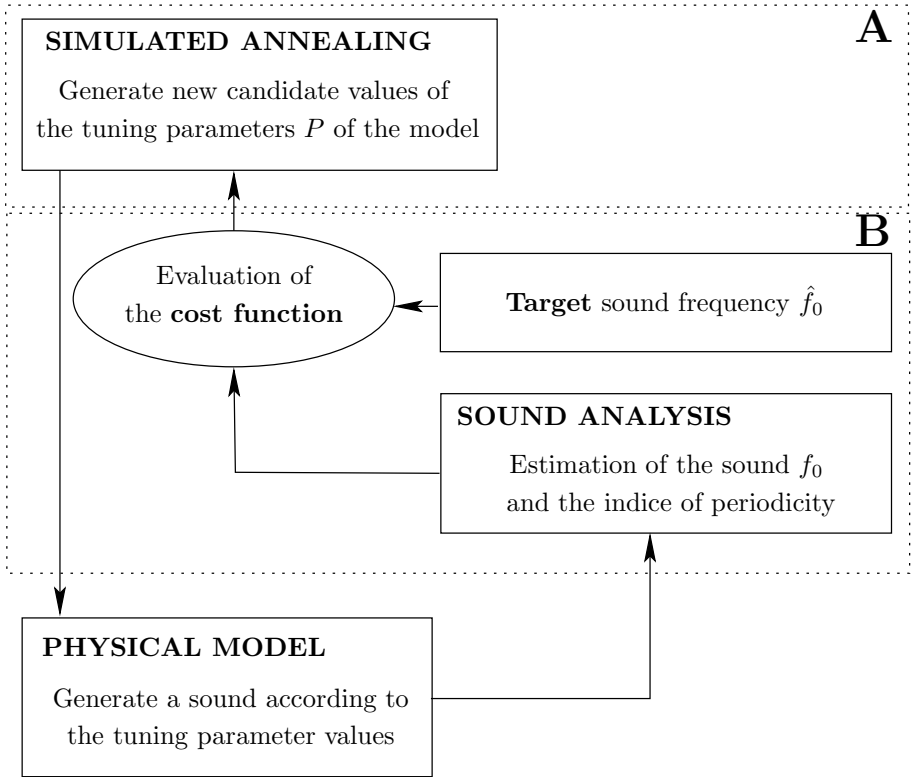 A
SIMULATED ANNEALING
Generate new candidate values of
the tuning parameters P of the model
B
Evaluation of
the cost function
Target sound frequency f̂₀
SOUND ANALYSIS
Estimation of the sound f₀
and the indice of periodicity
PHYSICAL MODEL
Generate a sound according to
the tuning parameter values